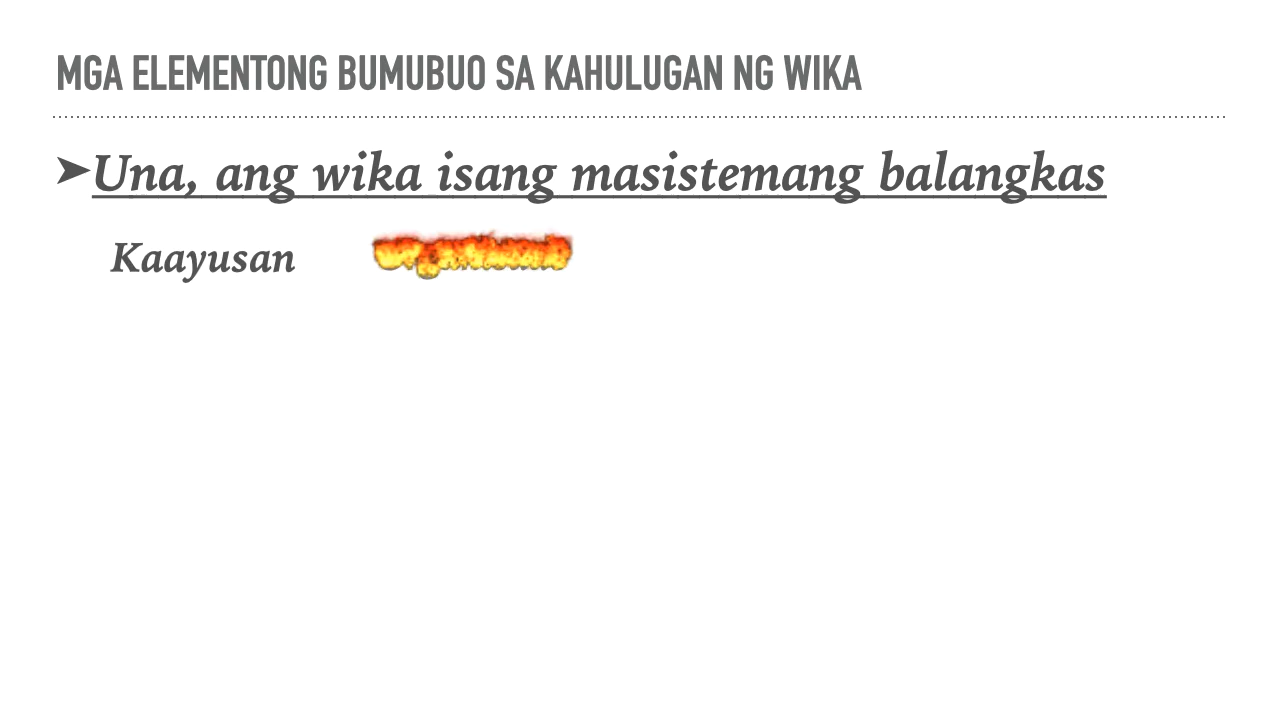 MGA ELEMENTONG BUMUBUO SA KAHULUGAN NG WIKA
➤Una, ang wika isang masistemang balangkas
Kaayusan